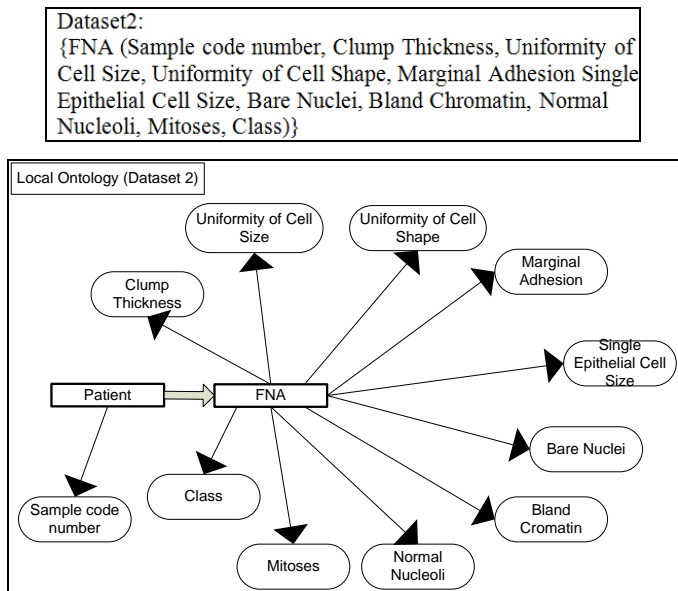 Dataset2:
{FNA (Sample code number, Clump Thickness, Uniformity of
Cell Size, Uniformity of Cell Shape, Marginal Adhesion Single
Epithelial Cell Size, Bare Nuclei, Bland Chromatin, Normal
Nucleoli, Mitoses, Class)}
Local Ontology (Dataset 2)
Uniformity of Cell
Size
Uniformity of Cell
Shape
Marginal
Adhesion
Clump
Thickness
Single
Epithelial Cell
Size
Patient
FNA
Bare Nuclei
Class
Sample code
number
Bland
Cromatin
Mitoses
Normal
Nucleoli